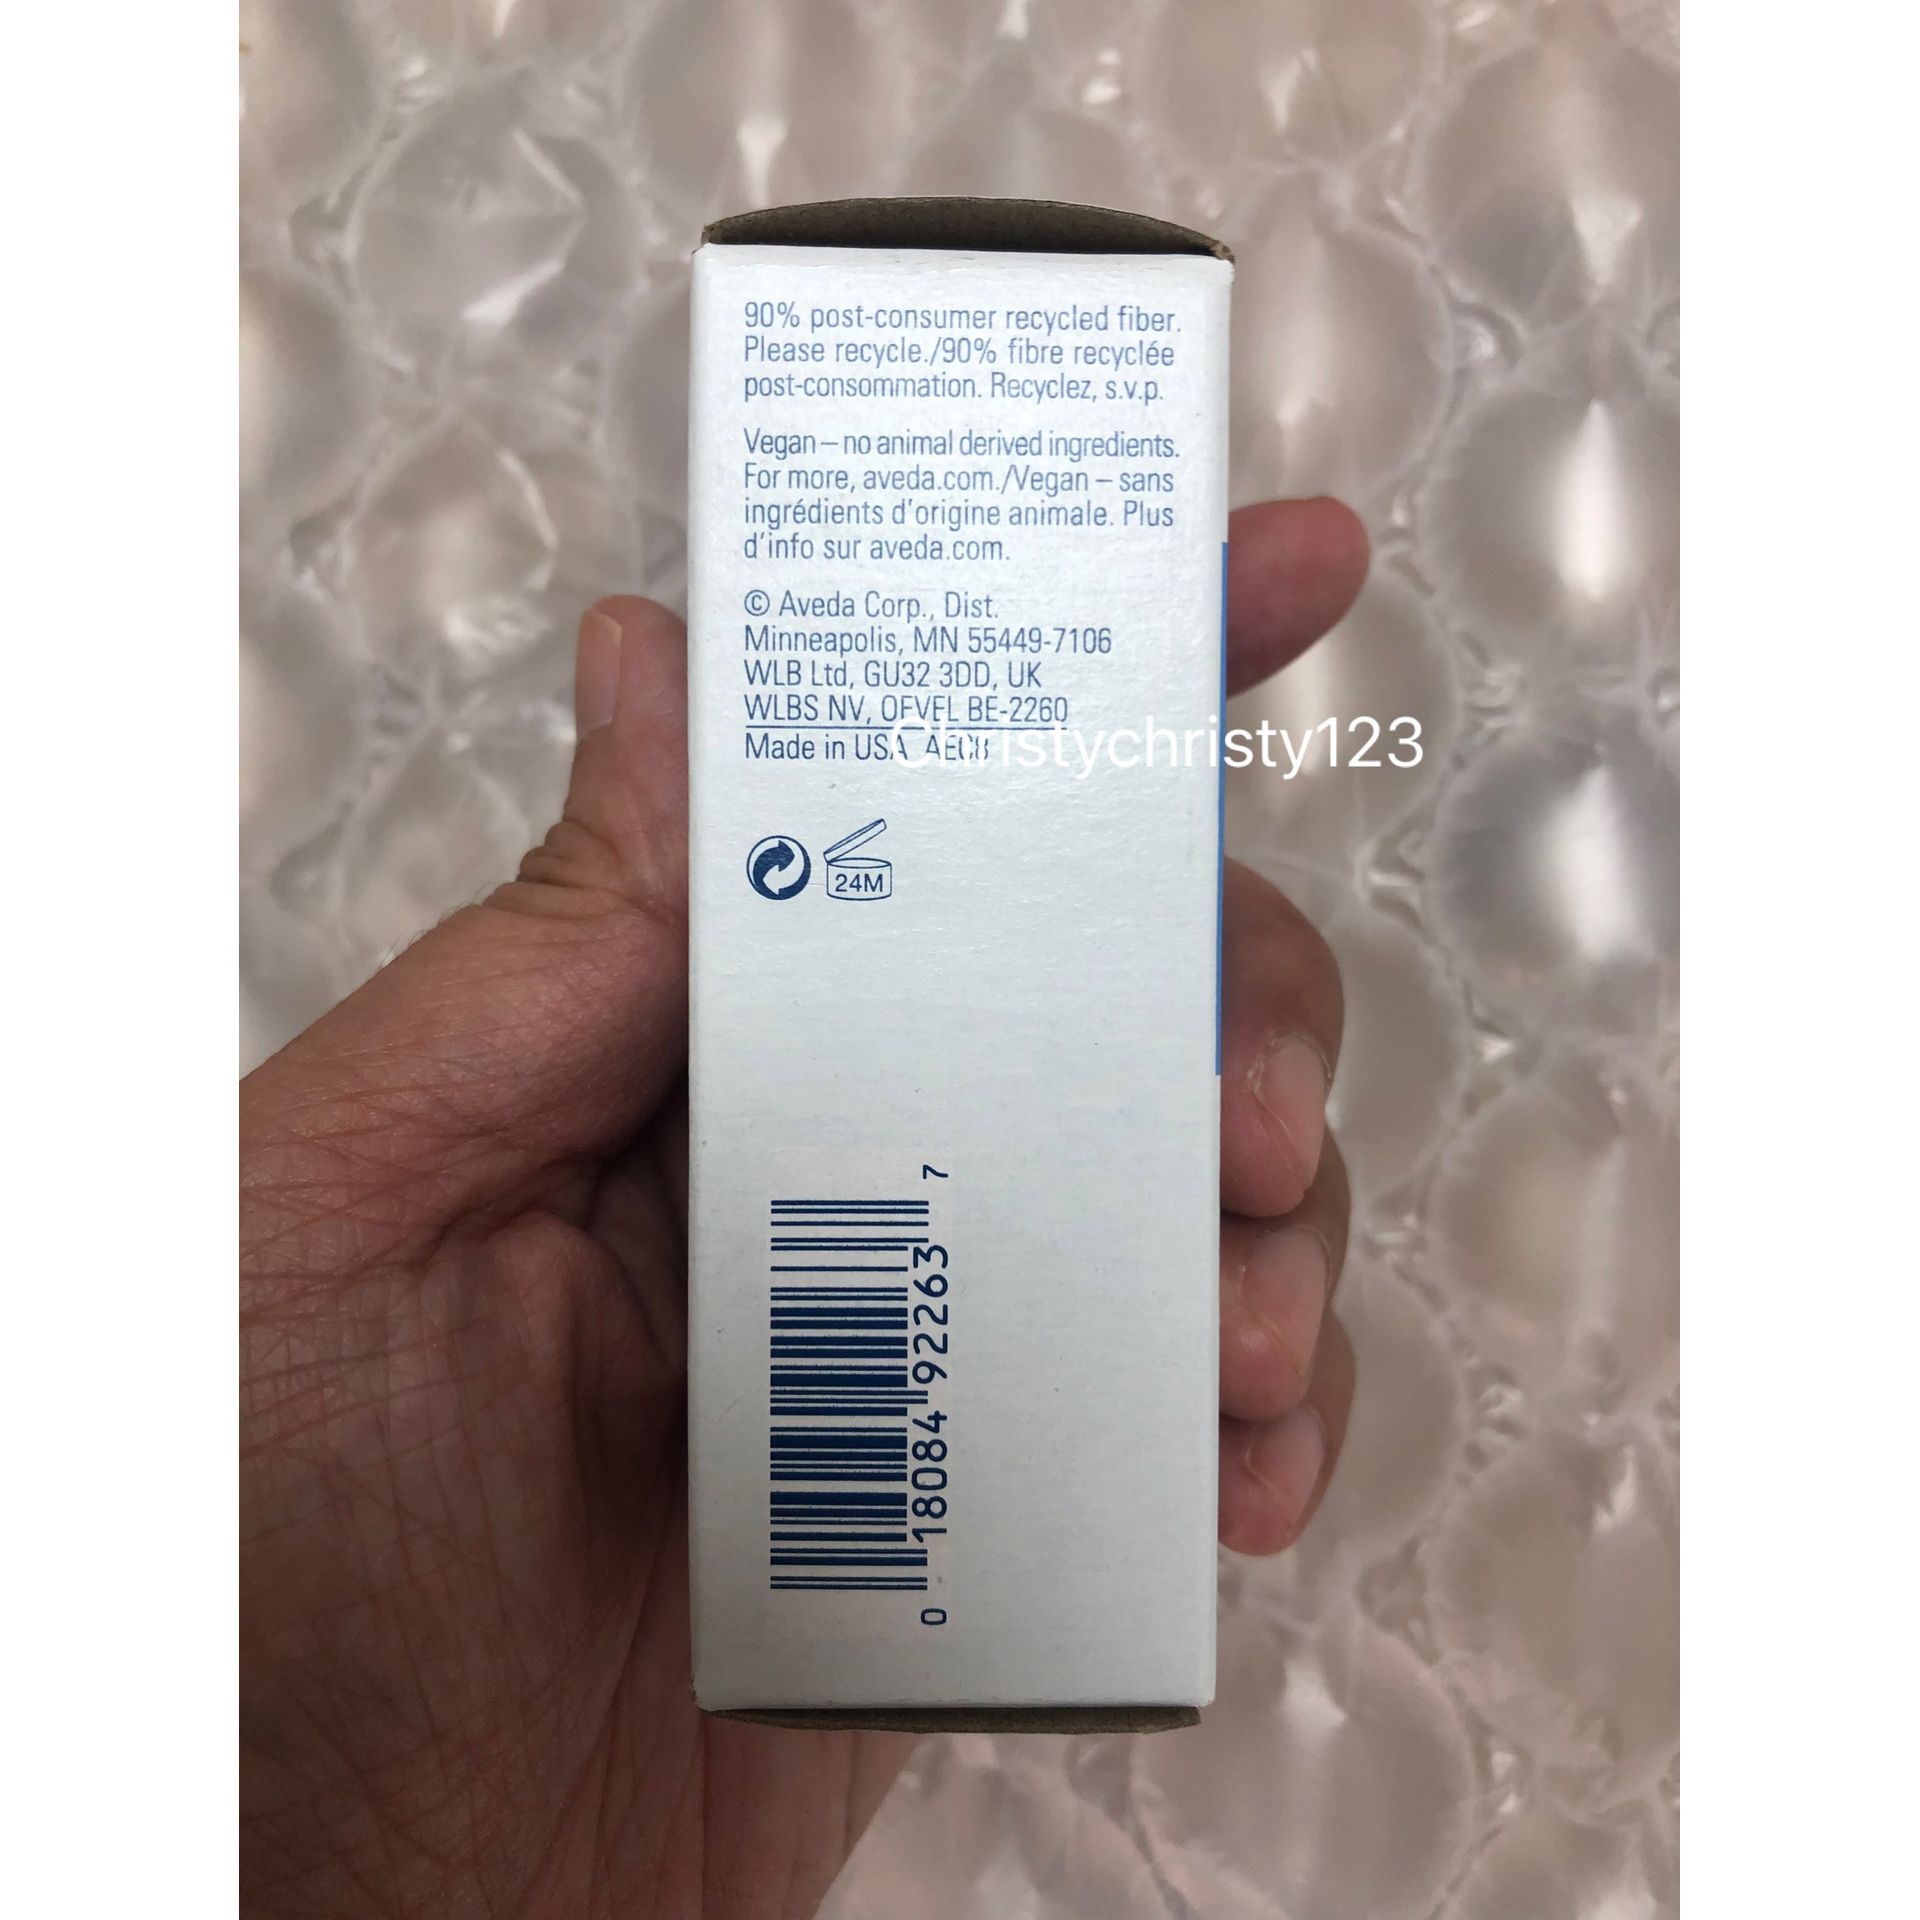 90% post-consumer recycled fiber.
Please recycle./90% fibre recyclée
post-consommation. Recyclez, s.v.p.
Vegan – no animal derived ingredients.
For more, aveda.com./Vegan – sans
ingrédients d'origine animale. Plus
d'info sur aveda.com.
© Aveda Corp., Dist.
Minneapolis, MN 55449-7106
WLB Ltd, GU32 3DD, UK
WLBS NV, OEVEL BE-2260
Made in USA
Christychristy123
24M
0 18084 92263 7